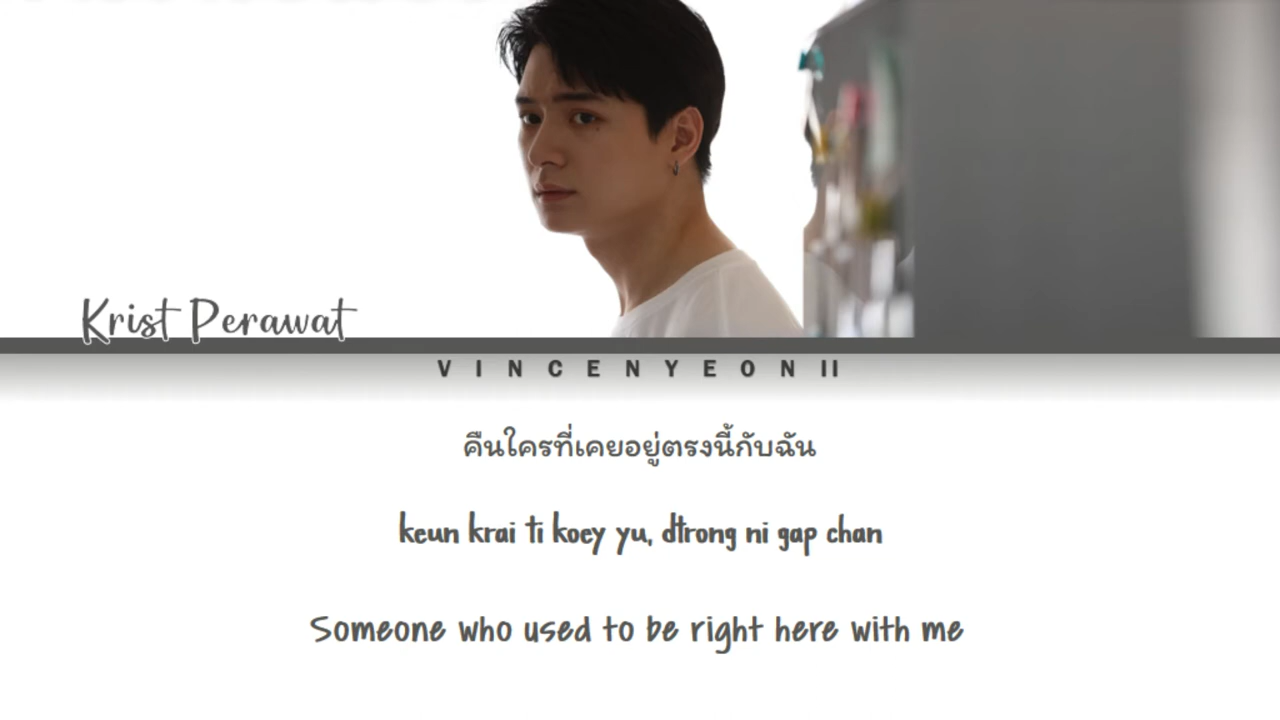 Krist Perawat
VINCENYEON II
คืนใครที่เคยอยู่ตรงนี้กับฉัน
keun krai ti koey yu, dtrong ni gap chan
Someone who used to be right here with me